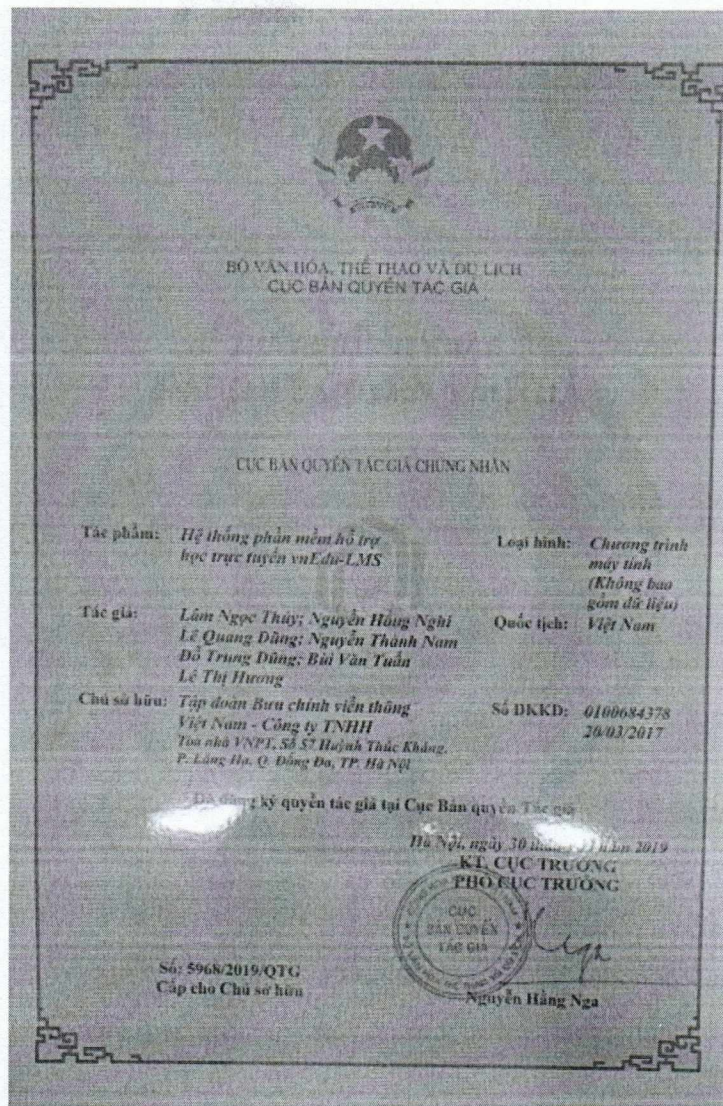 BỘ VĂN HÓA, THỂ THAO VÀ DU LỊCH
CỤC BẢN QUYỀN TÁC GIẢ
CỤC BẢN QUYỀN TÁC GIẢ CHỨNG NHẬN
Tác phẩm: Hệ thống phần mềm hỗ trợ
học trực tuyến vnEdu-LMS
Loại hình: Chương trình
máy tính
(Không bao
gồm dữ liệu)
Tác giả: Lâm Ngọc Thúy; Nguyễn Hồng Nghi
Lê Quang Dũng; Nguyễn Thành Nam
Đỗ Trung Dũng; Bùi Văn Tuấn
Lê Thị Hương
Quốc tịch: Việt Nam
Chủ sở hữu: Tập đoàn Bưu chính viễn thông
Việt Nam - Công ty TNHH
Toà nhà VNPT, Số 57 Huỳnh Thúc Kháng,
P. Láng Hạ, Q. Đống Đa, TP. Hà Nội
Số ĐKKD: 0100684378
20/03/2017
Đã đăng ký quyền tác giả tại Cục Bản quyền Tác giả
Hà Nội, ngày 30 năm 2019
KT. CỤC TRƯỞNG
PHÓ CỤC TRƯỞNG
CỤC
BẢN QUYỀN
TÁC GIẢ
Số: 5968/2019/QTG
Cấp cho Chủ sở hữu
Nguyễn Hằng Nga